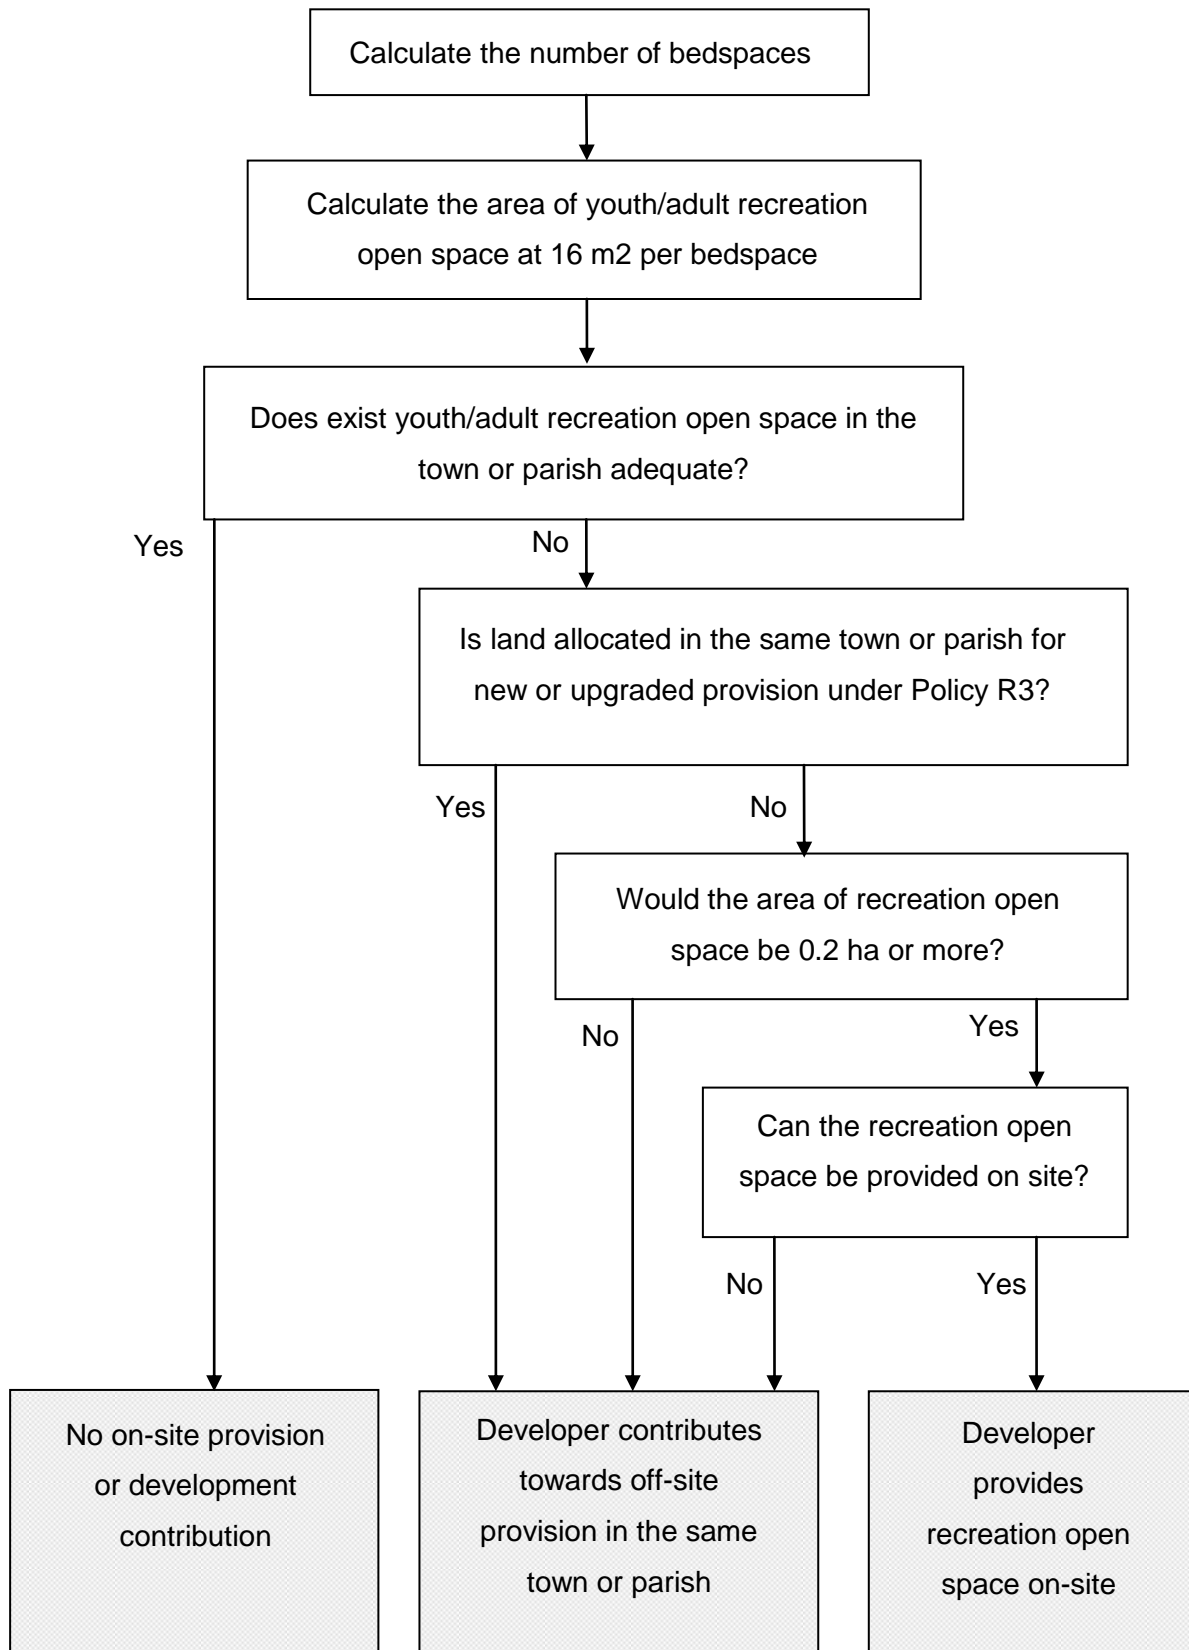 Calculate the number of bedspaces
Calculate the area of youth/adult recreation
open space at 16 m2 per bedspace
Does exist youth/adult recreation open space in the
town or parish adequate?
Yes
No
Is land allocated in the same town or parish for
new or upgraded provision under Policy R3?
Yes
No
Would the area of recreation open
space be 0.2 ha or more?
No
Yes
Can the recreation open
space be provided on site?
No
Yes
No on-site provision
or development
contribution
Developer contributes
towards off-site
provision in the same
town or parish
Developer
provides
recreation open
space on-site